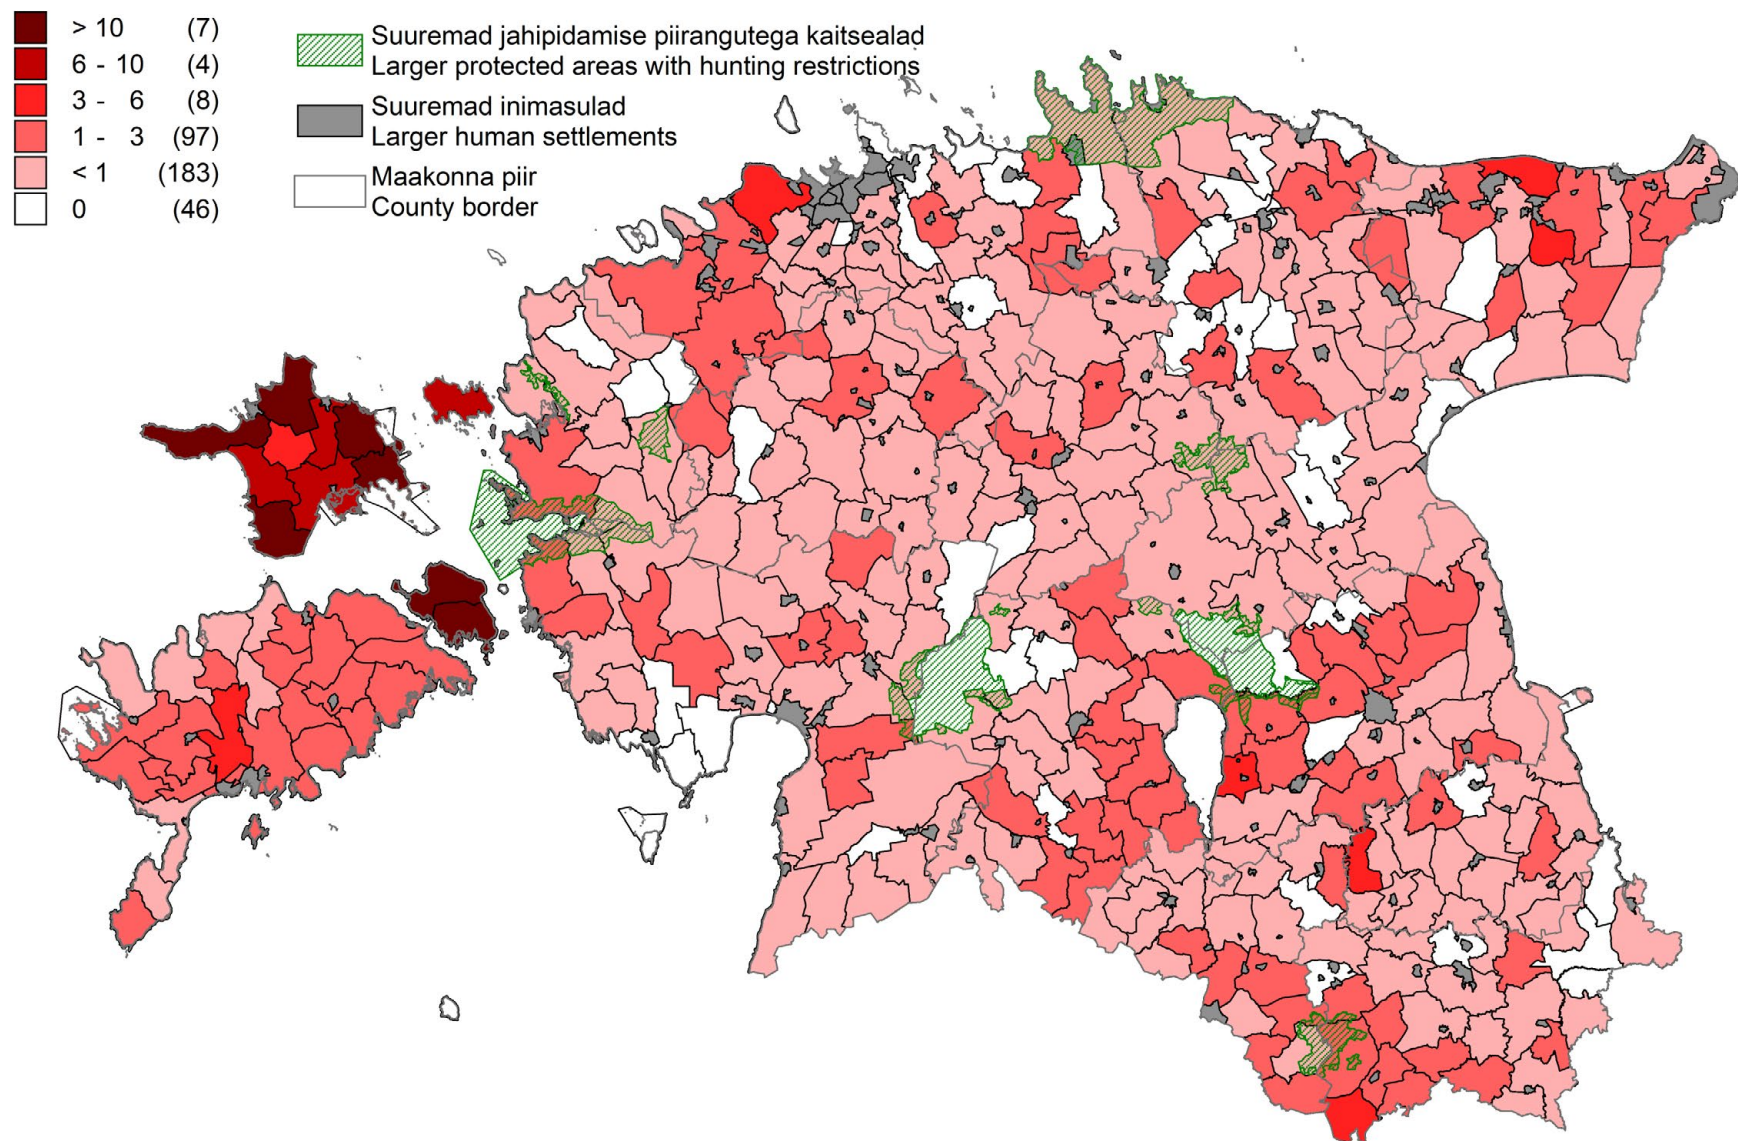 > 10 (7)
6 - 10 (4)
3 - 6 (8)
1 - 3 (97)
< 1 (183)
0 (46)
Suuremad jahipidamise piirangutega kaitsealad
Larger protected areas with hunting restrictions
Suuremad inimasulad
Larger human settlements
Maakonna piir
County border